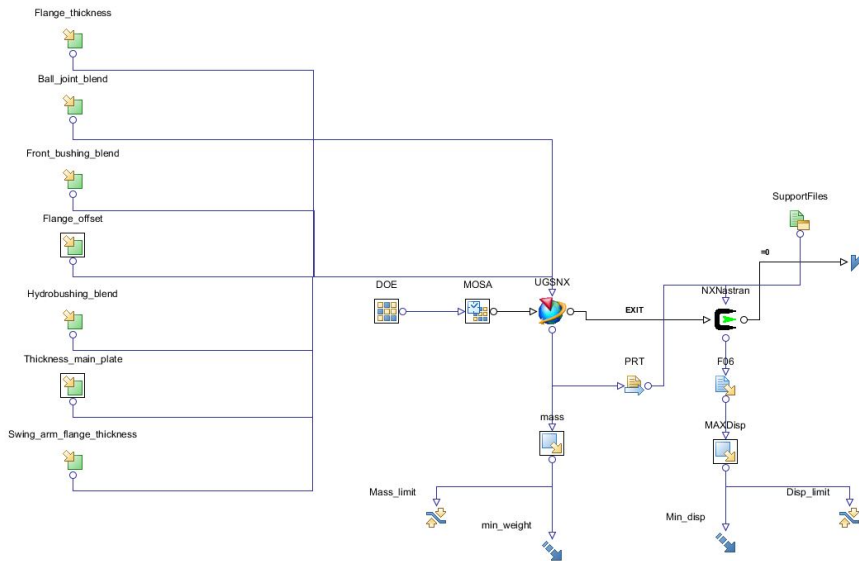 Flange_thickness
Ball_joint_blend
Front_bushing_blend
Flange_offset
Hydrobushing_blend
Thickness_main_plate
Swing_arm_flange_thickness
DOE
MOSA
UGSNX
EXIT
NXNastran
=0
SupportFiles
PRT
F06
mass
MAXDisp
Mass_limit
min_weight
Min_disp
Disp_limit